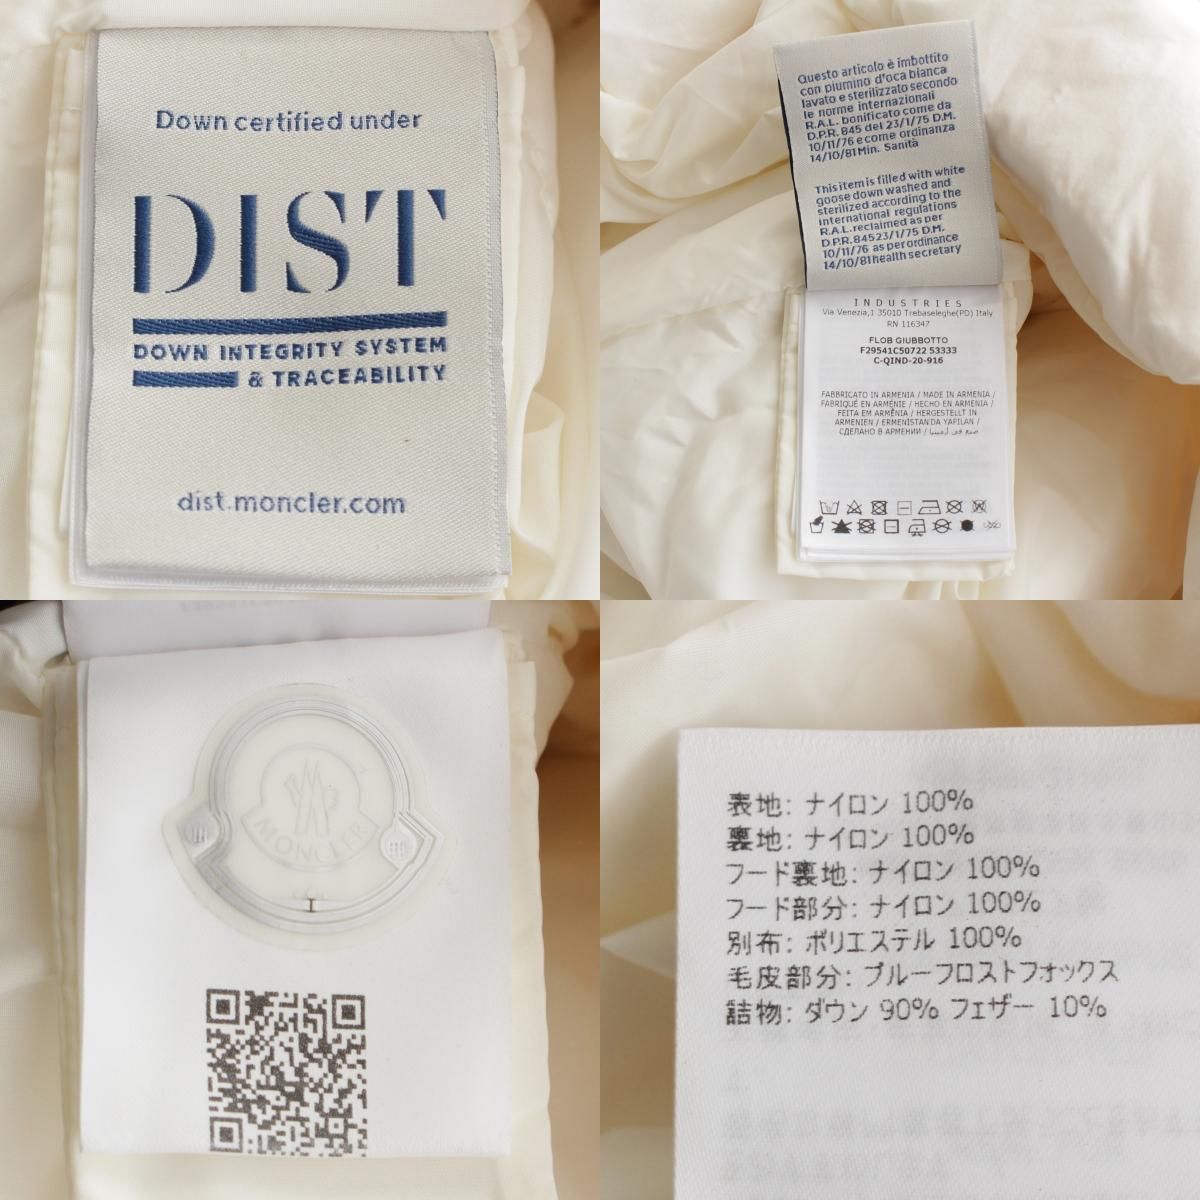 Down certified under
DIST
DOWN INTEGRITY SYSTEM
& TRACEABILITY
dist.moncler.com
Questo articolo è imbottito
con piumino d'oca bianca
lavato e sterilizzato secondo
le norme internazionali
R.A.L. bonificato come da
D.P.R. 845 del 23/1/75 D.M.
10/11/76 e come ordinanza
14/10/81 Min. Sanità
This item is filled with white
goose down washed and
sterilized according to the
international regulations
R.A.L. reclaimed as per
D.P.R. 84523/1/75 D.M.
10/11/76 as per ordinance
14/10/81 health secretary
INDUSTRIES
Via Venezia,1 35010 Trebaseleghe(PD) Italy
RN 116347
FLOB GIUBBOTTO
F29541C50722 53333
C-QIND-20-916
FABBRICATO IN ARMENIA / MADE IN ARMENIA /
FABRIQUÉ EN ARMÉNIE / HECHO EN ARMENIA /
FEITA EM ARMÊNIA / HERGESTELLT IN
ARMENIEN / ERMENISTAN'DA YAPILAN /
СДЕЛАНО В АРМЕНИИ / صنع في أرمينيا
MONCLER
I
表地: ナイロン 100%
裏地: ナイロン 100%
フード裏地: ナイロン 100%
フード部分: ナイロン 100%
別布: ポリエステル 100%
毛皮部分: ブルーフロストフォックス
詰物: ダウン 90% フェザー 10%